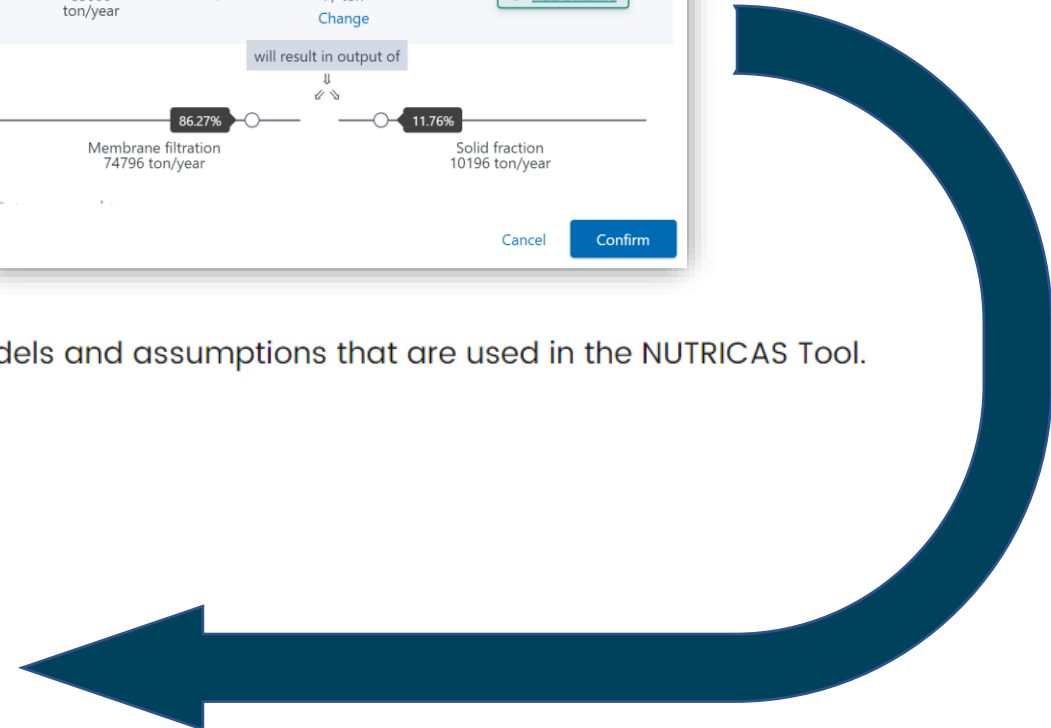 ton/year
Change
will result in output of
86.27%
11.76%
Membrane filtration
74796 ton/year
Solid fraction
10196 ton/year
Cancel
Confirm
dels and assumptions that are used in the NUTRICAS Tool.